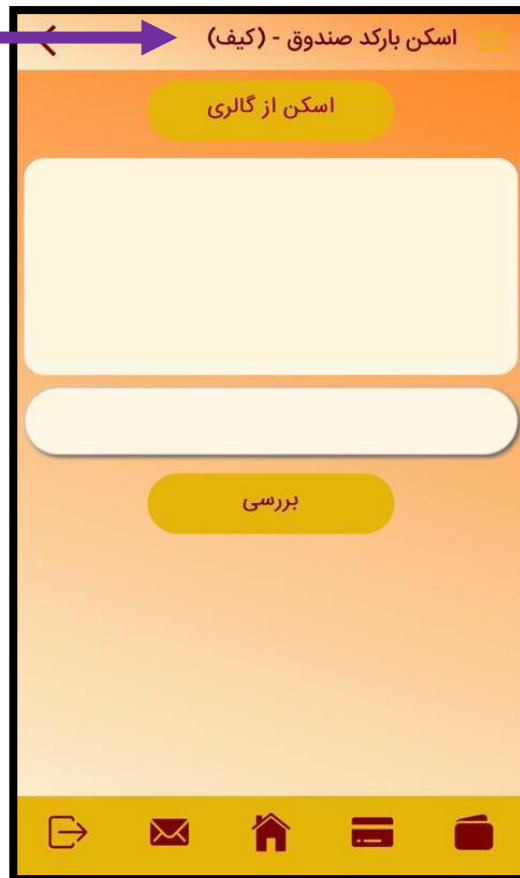 اسکن بارکد صندوق - (کیف)
اسکن از گالری
بررسی